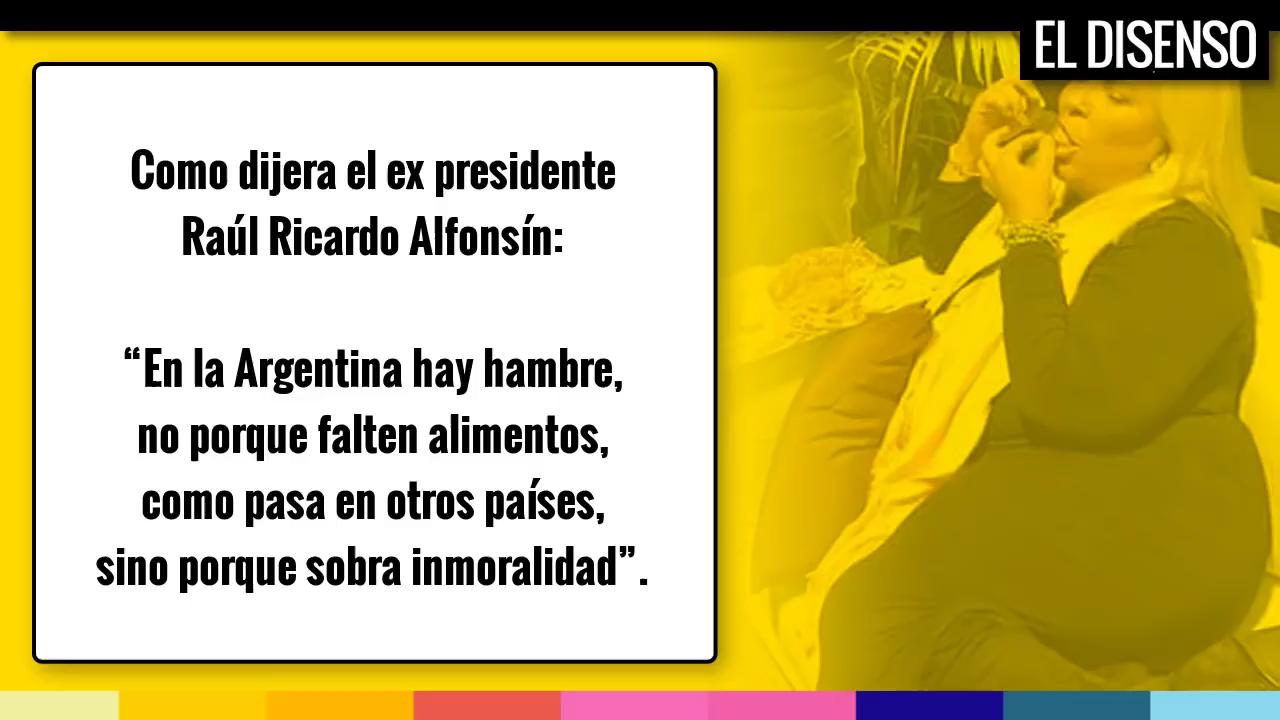 EL DISENSO
Como dijera el ex presidente
Raúl Ricardo Alfonsín:
“En la Argentina hay hambre,
no porque falten alimentos,
como pasa en otros países,
sino porque sobra inmoralidad”.